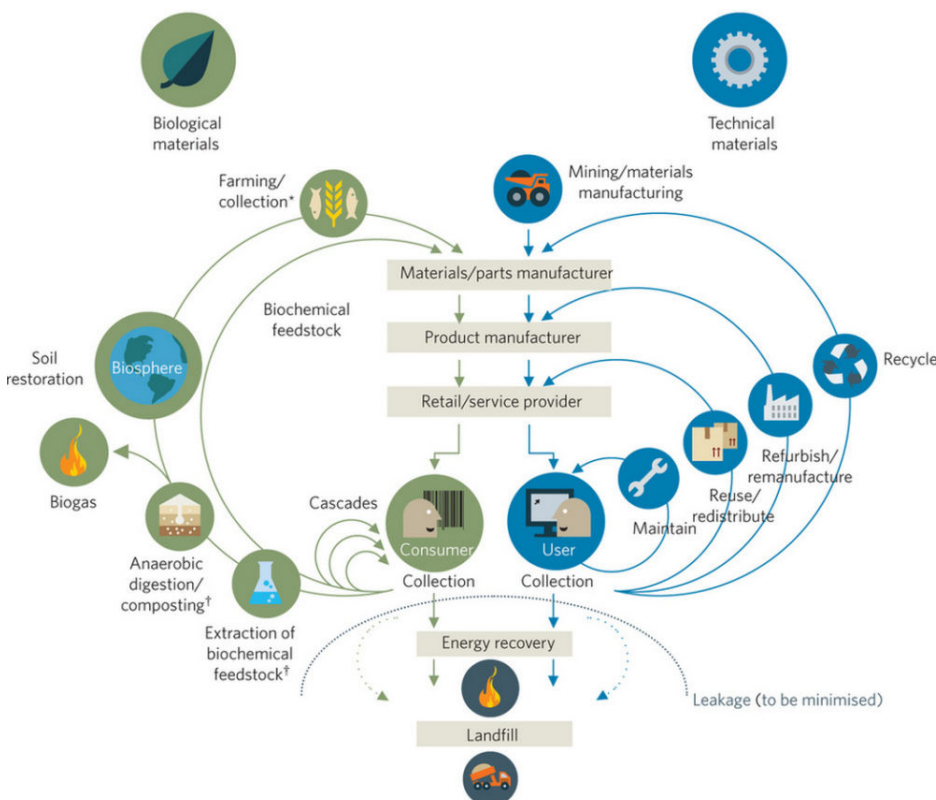 Biological
materials
Technical
materials
Farming/
collection*
Mining/materials
manufacturing
Materials/parts manufacturer
Biochemical
feedstock
Product manufacturer
Soil
restoration
Biosphere
Recycle
Retail/service provider
Refurbish/
remanufacture
Biogas
Reuse/
redistribute
Cascades
Maintain
Consumer
User
Anaerobic
digestion/
composting†
Collection
Collection
Extraction of
biochemical
feedstock†
Energy recovery
Leakage (to be minimised)
Landfill